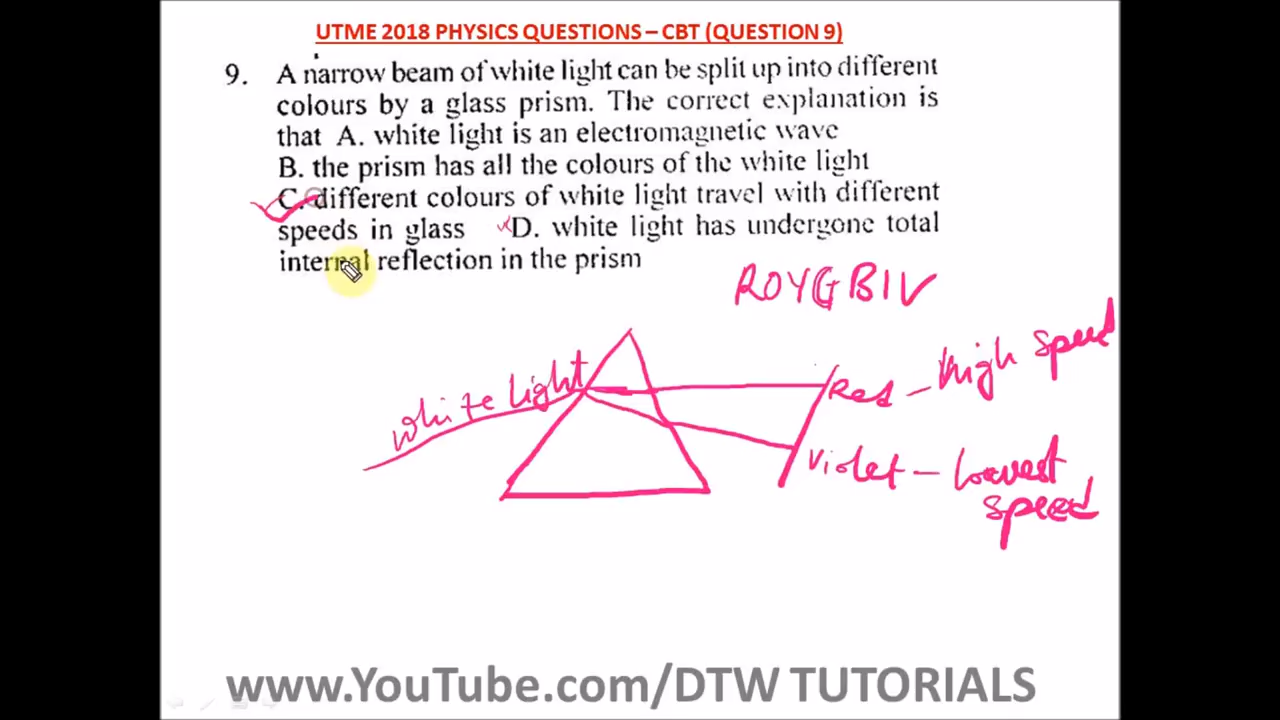 UTME 2018 PHYSICS QUESTIONS – CBT (QUESTION 9)
9. A narrow beam of white light can be split up into different
colours by a glass prism. The correct explanation is
that A. white light is an electromagnetic wave
B. the prism has all the colours of the white light
C. different colours of white light travel with different
speeds in glass D. white light has undergone total
internal reflection in the prism
ROYGBIV
white light
Red – High speed
Violet – Lowest
speed
www.YouTube.com/DTW TUTORIALS